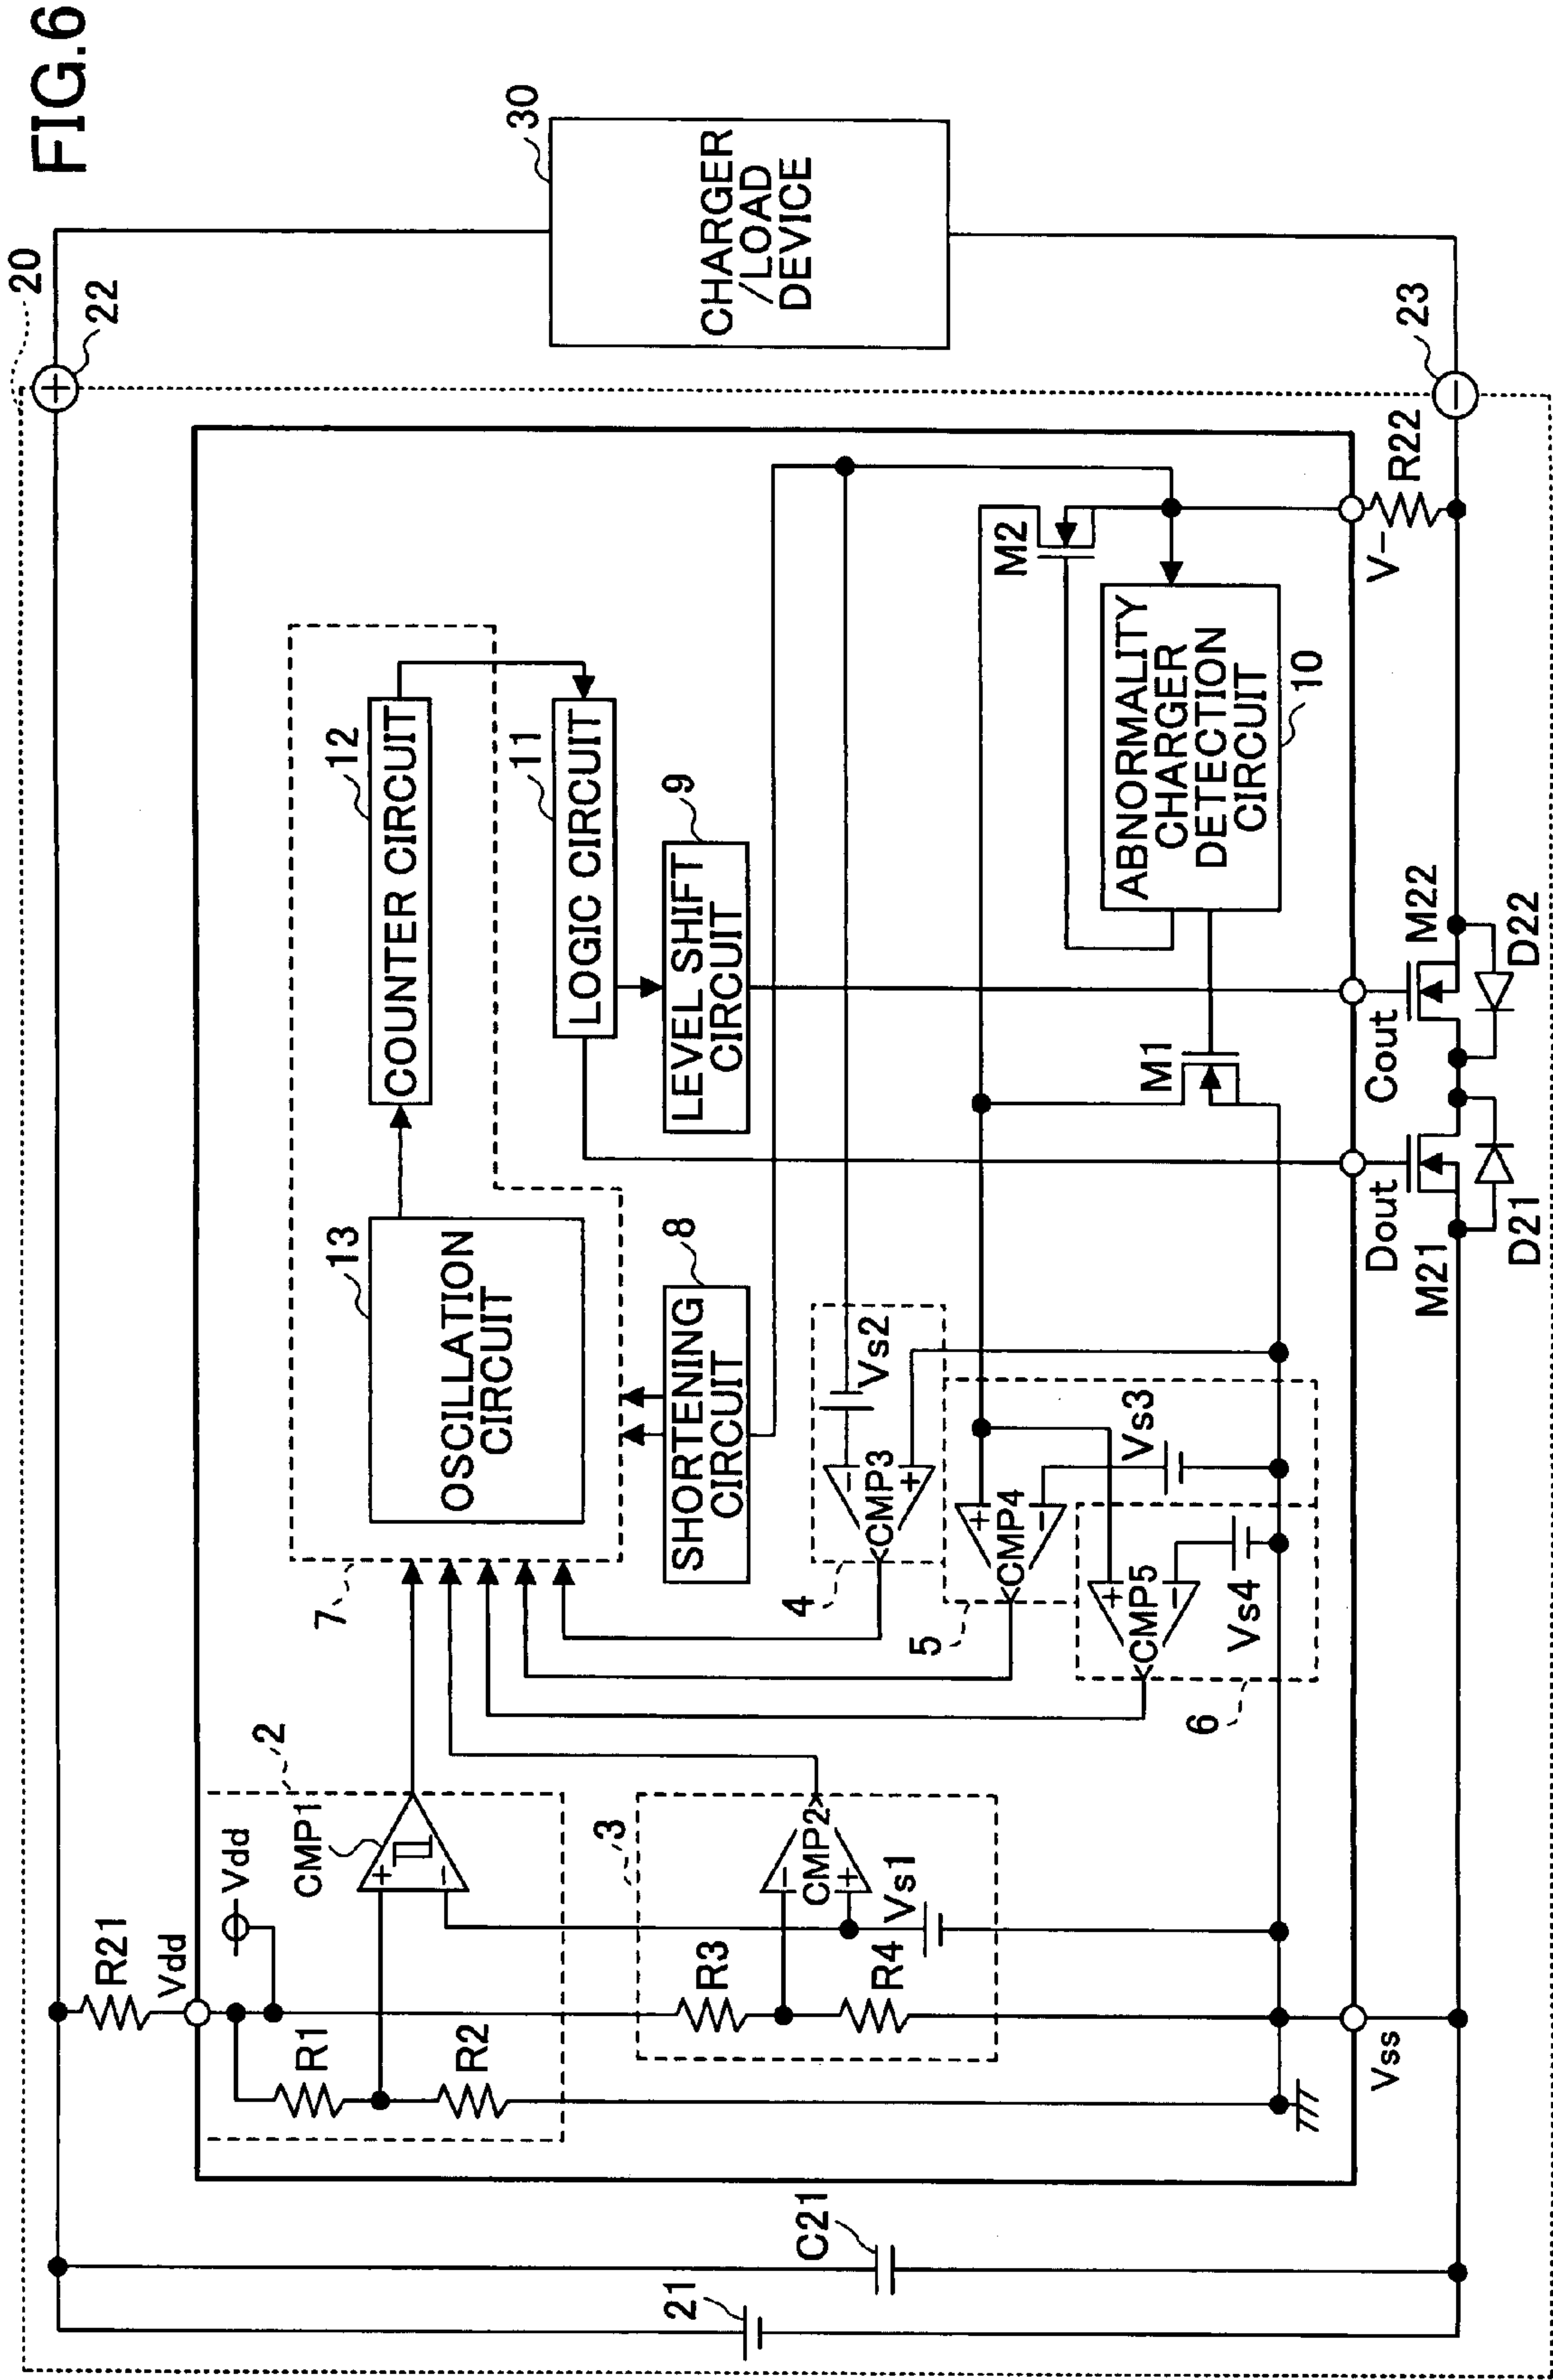 FIG.6
20
22
30
CHARGER
/LOAD
DEVICE
23
R21
Vdd
Vdd
2
CMP1
+
−
R1
R2
3
R3
R4
CMP2
−
+
Vs1
7
13
OSCILLATION
CIRCUIT
12
COUNTER CIRCUIT
11
LOGIC CIRCUIT
8
SHORTENING
CIRCUIT
9
LEVEL SHIFT
CIRCUIT
4
CMP3
−
+
Vs2
5
CMP4
+
−
Vs3
6
CMP5
+
−
Vs4
M1
M2
ABNORMALITY
CHARGER
DETECTION
CIRCUIT
10
21
C21
Vss
Dout
Cout
V−
R22
M21
M22
D21
D22
+
−